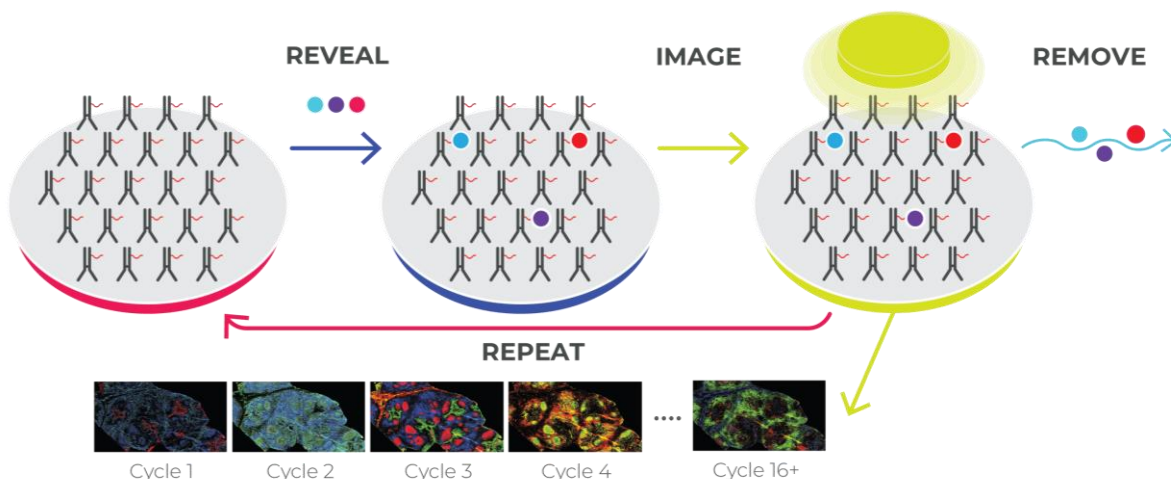 REVEAL
IMAGE
REMOVE
REPEAT
....
Cycle 1
Cycle 2
Cycle 3
Cycle 4
Cycle 16+